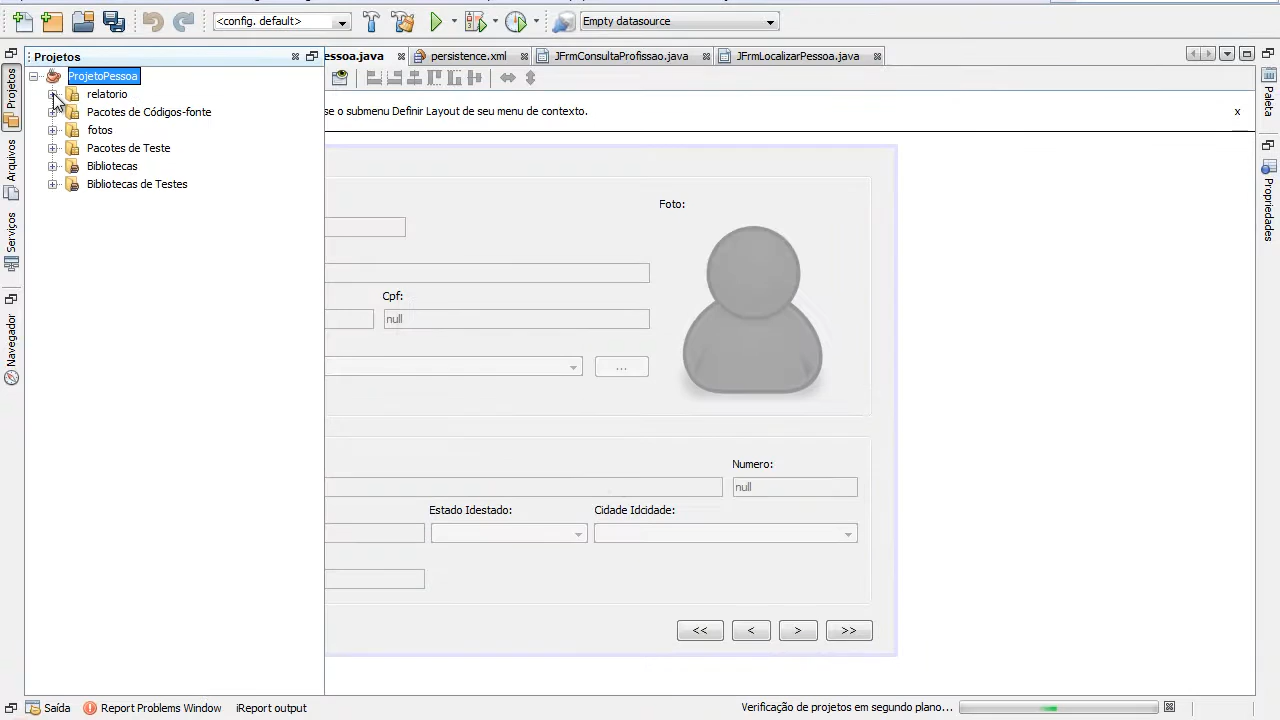 <config. default>
Empty datasource
Projetos
essoa.java
persistence.xml
JFrmConsultaProfissao.java
JFrmLocalizarPessoa.java
Projetos
Arquivos
Serviços
Navegador
ProjetoPessoa
relatorio
Pacotes de Códigos-fonte
fotos
Pacotes de Teste
Bibliotecas
Bibliotecas de Testes
se o submenu Definir Layout de seu menu de contexto.
x
Paleta
Propriedades
Foto:
Cpf:
null
...
Numero:
null
Estado Idestado:
Cidade Idcidade:
<<
<
>
>>
Saída
Report Problems Window
iReport output
Verificação de projetos em segundo plano...